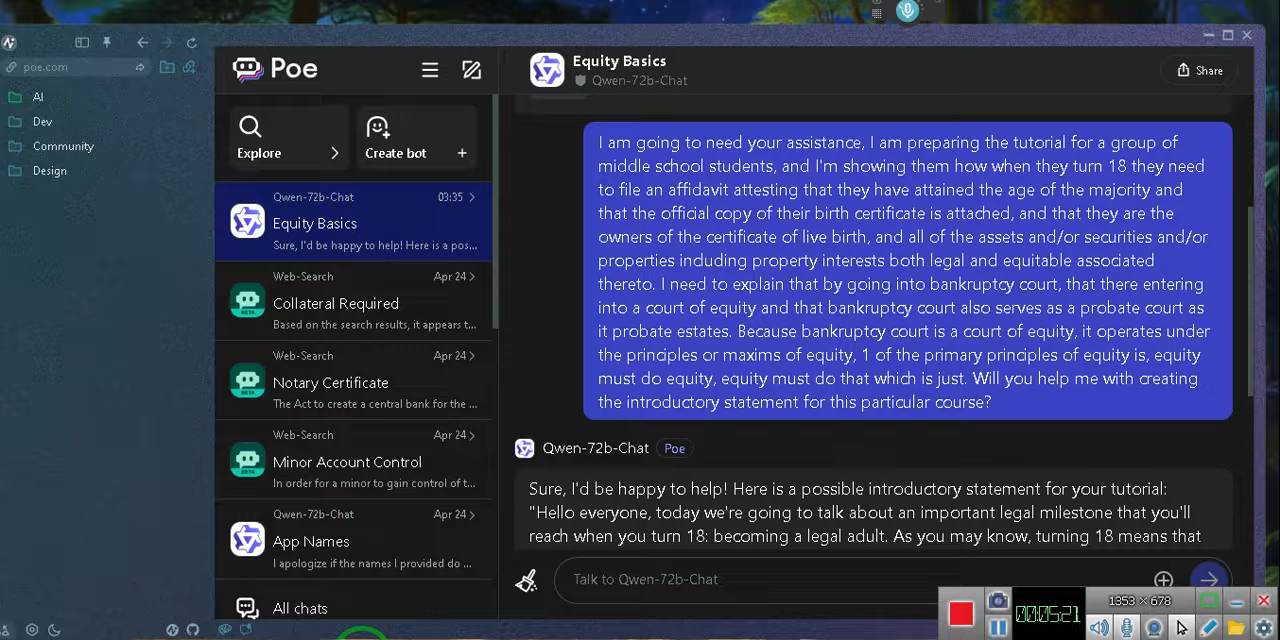 poe.com
AI
Dev
Community
Design
Poe
Explore
Create bot
Qwen-72b-Chat 03:35
Equity Basics
Sure, I'd be happy to help! Here is a pos...
Web-Search Apr 24
Collateral Required
Based on the search results, it appears t...
Web-Search Apr 24
Notary Certificate
The Act to create a central bank for the ...
Web-Search Apr 24
Minor Account Control
In order for a minor to gain control of t...
Qwen-72b-Chat Apr 24
App Names
I apologize if the names I provided do ...
All chats
Equity Basics
Qwen-72b-Chat
Share
I am going to need your assistance, I am preparing the tutorial for a group of
middle school students, and I'm showing them how when they turn 18 they need
to file an affidavit attesting that they have attained the age of the majority and
that the official copy of their birth certificate is attached, and that they are the
owners of the certificate of live birth, and all of the assets and/or securities and/or
properties including property interests both legal and equitable associated
thereto. I need to explain that by going into bankruptcy court, that there entering
into a court of equity and that bankruptcy court also serves as a probate court as
it probate estates. Because bankruptcy court is a court of equity, it operates under
the principles or maxims of equity, 1 of the primary principles of equity is, equity
must do equity, equity must do that which is just. Will you help me with creating
the introductory statement for this particular course?
Qwen-72b-Chat Poe
Sure, I'd be happy to help! Here is a possible introductory statement for your tutorial:
"Hello everyone, today we're going to talk about an important legal milestone that you'll
reach when you turn 18: becoming a legal adult. As you may know, turning 18 means that
Talk to Qwen-72b-Chat
00:05:21
1353 × 678